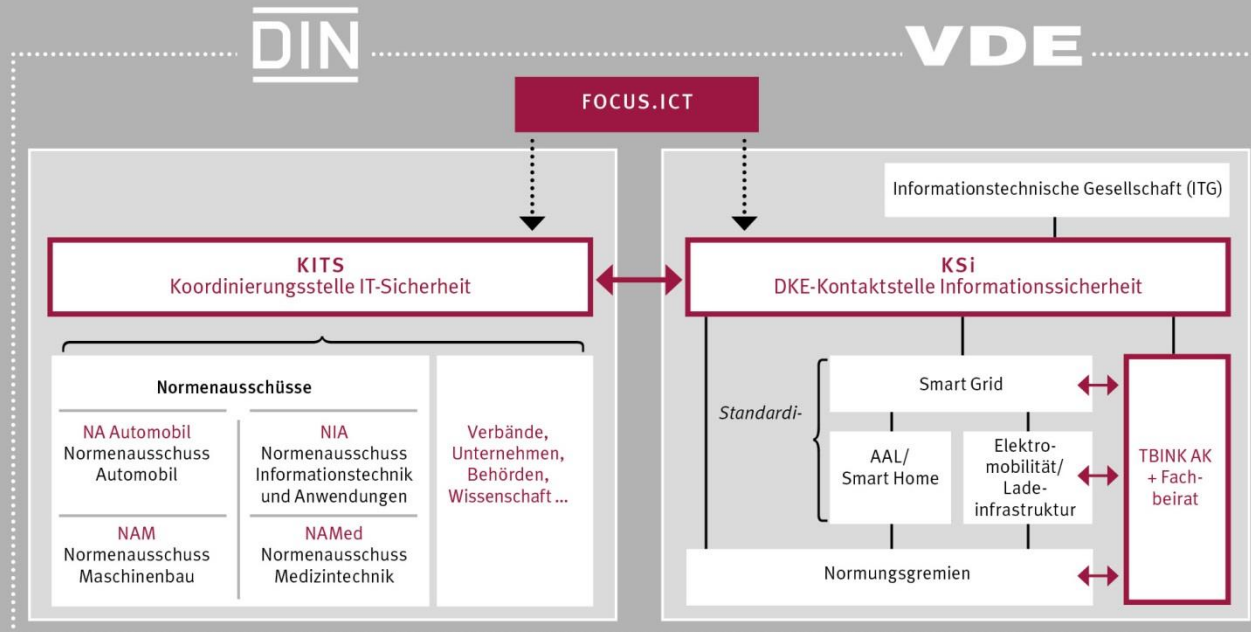 DIN
VDE
FOCUS.ICT
Informationstechnische Gesellschaft (ITG)
KITS
Koordinierungsstelle IT-Sicherheit
KSi
DKE-Kontaktstelle Informationssicherheit
Normenausschüsse
NA Automobil
Normenausschuss
Automobil
NIA
Normenausschuss
Informationstechnik
und Anwendungen
NAM
Normenausschuss
Maschinenbau
NAMed
Normenausschuss
Medizintechnik
Verbände,
Unternehmen,
Behörden,
Wissenschaft ...
Standardi-
Smart Grid
AAL/
Smart Home
Elektro-
mobilität/
Lade-
infrastruktur
TBINK AK
+ Fach-
beirat
Normungsgremien